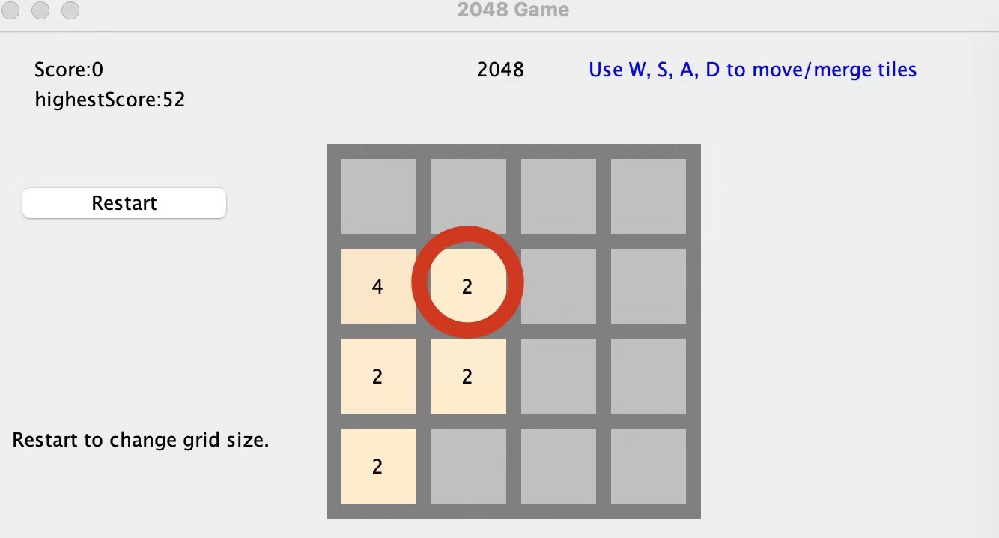 2048 Game
Score:0
2048
Use W, S, A, D to move/merge tiles
highestScore:52
Restart
4 2
2 2
Restart to change grid size.
2